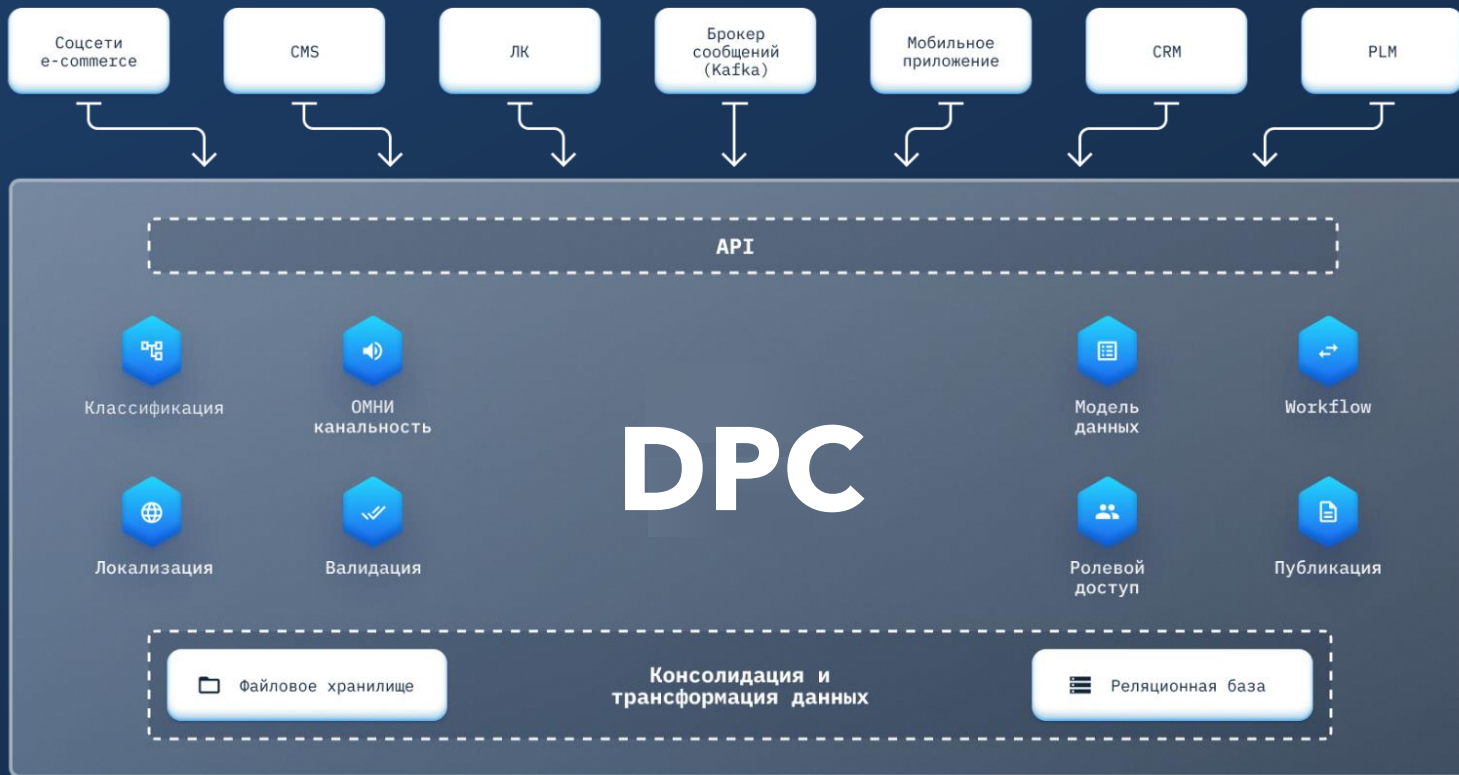 Соцсети
e-commerce
CMS
ЛК
Брокер
сообщений
(Kafka)
Мобильное
приложение
CRM
PLM
API
Классификация
ОМНИ
канальность
Модель
данных
Workflow
DPC
Локализация
Валидация
Ролевой
доступ
Публикация
Файловое хранилище
Консолидация и
трансформация данных
Реляционная база